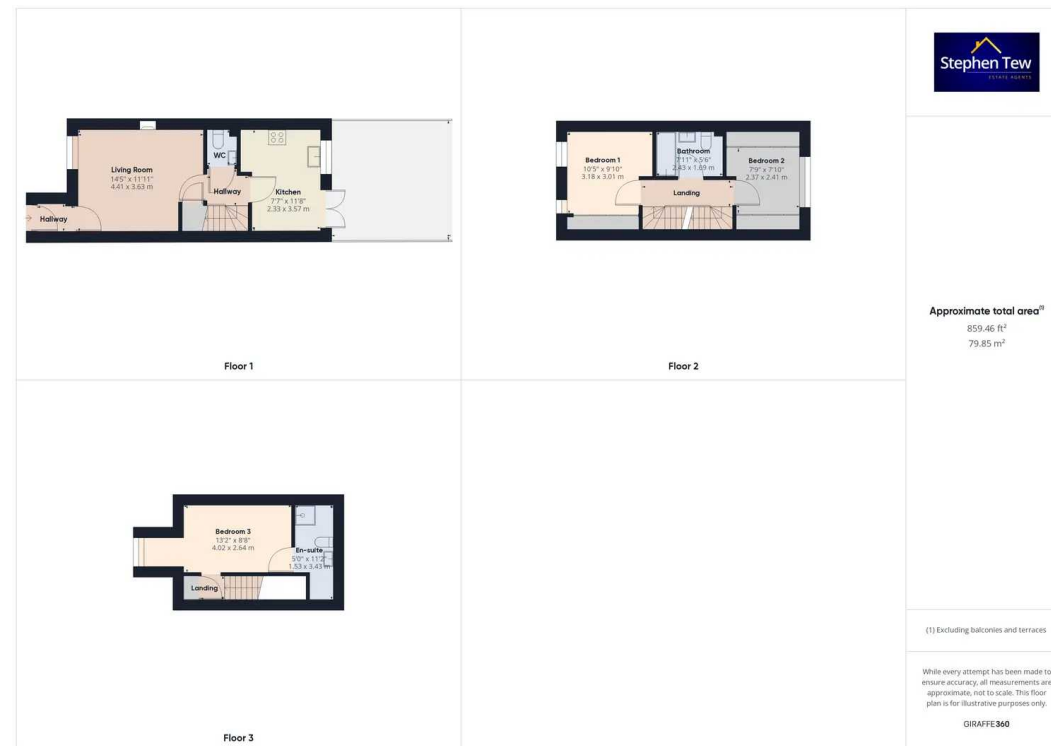 Stephen Tew
ESTATE AGENTS
Living Room
14'5" x 11'11"
4.41 x 3.63 m
WC
Hallway
Kitchen
7'7" x 11'8"
2.33 x 3.57 m
Hallway
Floor 1
Bedroom 1
10'5" x 9'10"
3.18 x 3.01 m
Bathroom
7'11" x 5'6"
2.43 x 1.69 m
Bedroom 2
7'9" x 7'10"
2.37 x 2.41 m
Landing
Floor 2
Approximate total area(1)
859.46 ft²
79.85 m²
Bedroom 3
13'2" x 8'8"
4.02 x 2.64 m
En-suite
5'0" x 11'2"
1.53 x 3.43 m
Landing
Floor 3
(1) Excluding balconies and terraces
While every attempt has been made to
ensure accuracy, all measurements are
approximate, not to scale. This floor
plan is for illustrative purposes only.
GIRAFFE360